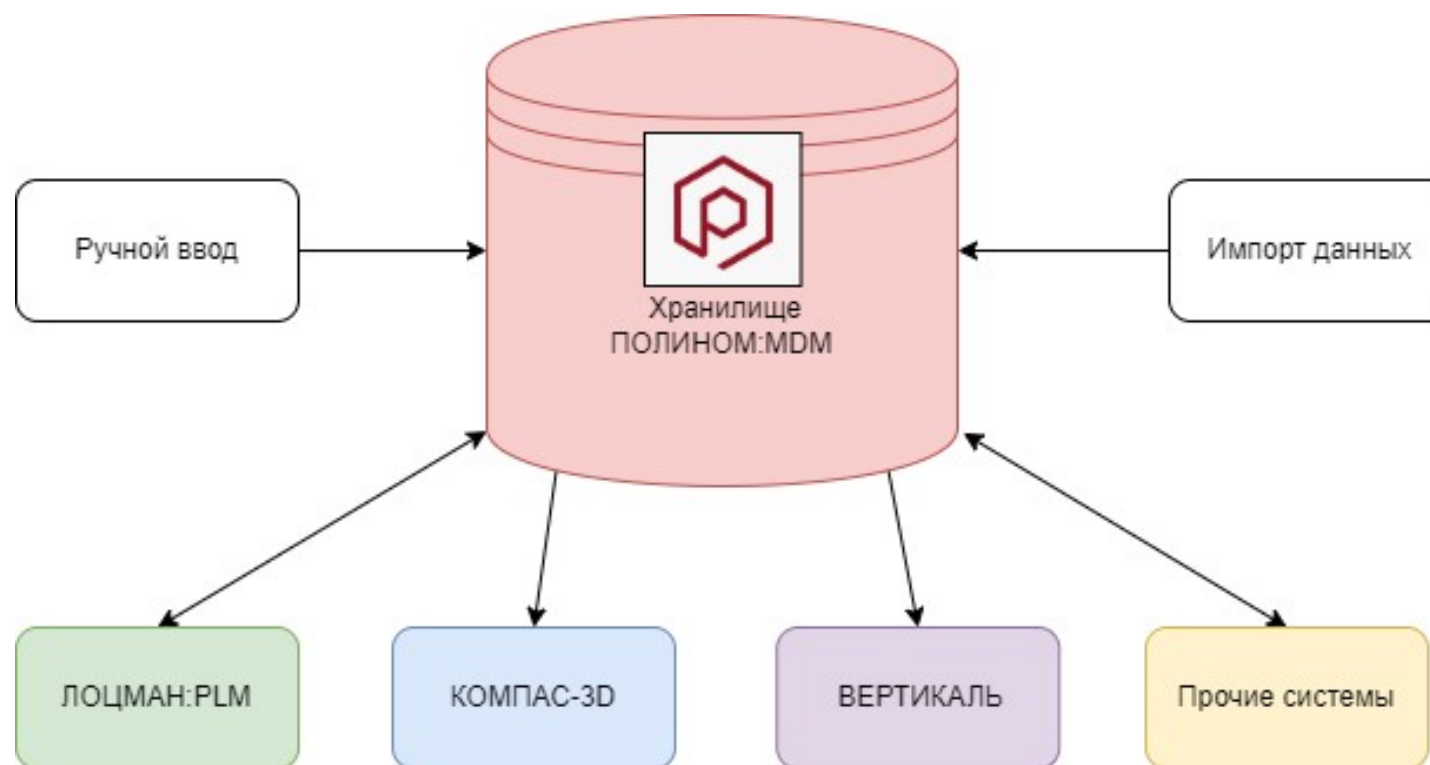 Ручной ввод
Хранилище
ПОЛИНОМ:MDM
Импорт данных
ЛОЦМАН:PLM
КОМПАС-3D
ВЕРТИКАЛЬ
Прочие системы